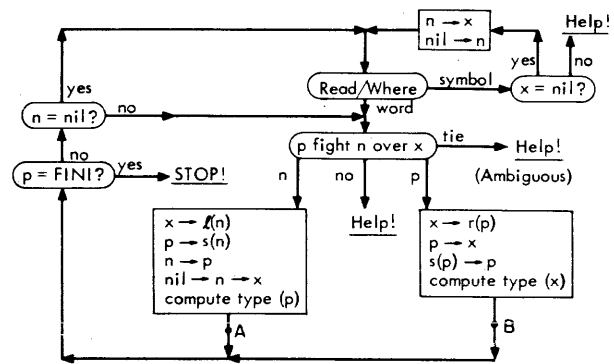 n → x
nil → n
Help!
yes
no
Read/Where
symbol
x = nil?
word
yes
n = nil?
no
p fight n over x
tie
Help!
(Ambiguous)
no
p = FINI?
yes
STOP!
n
no
p
Help!
x → ℓ(n)
p → s(n)
n → p
nil → n → x
compute type (p)
x → r(p)
p → x
s(p) → p
compute type (x)
A
B